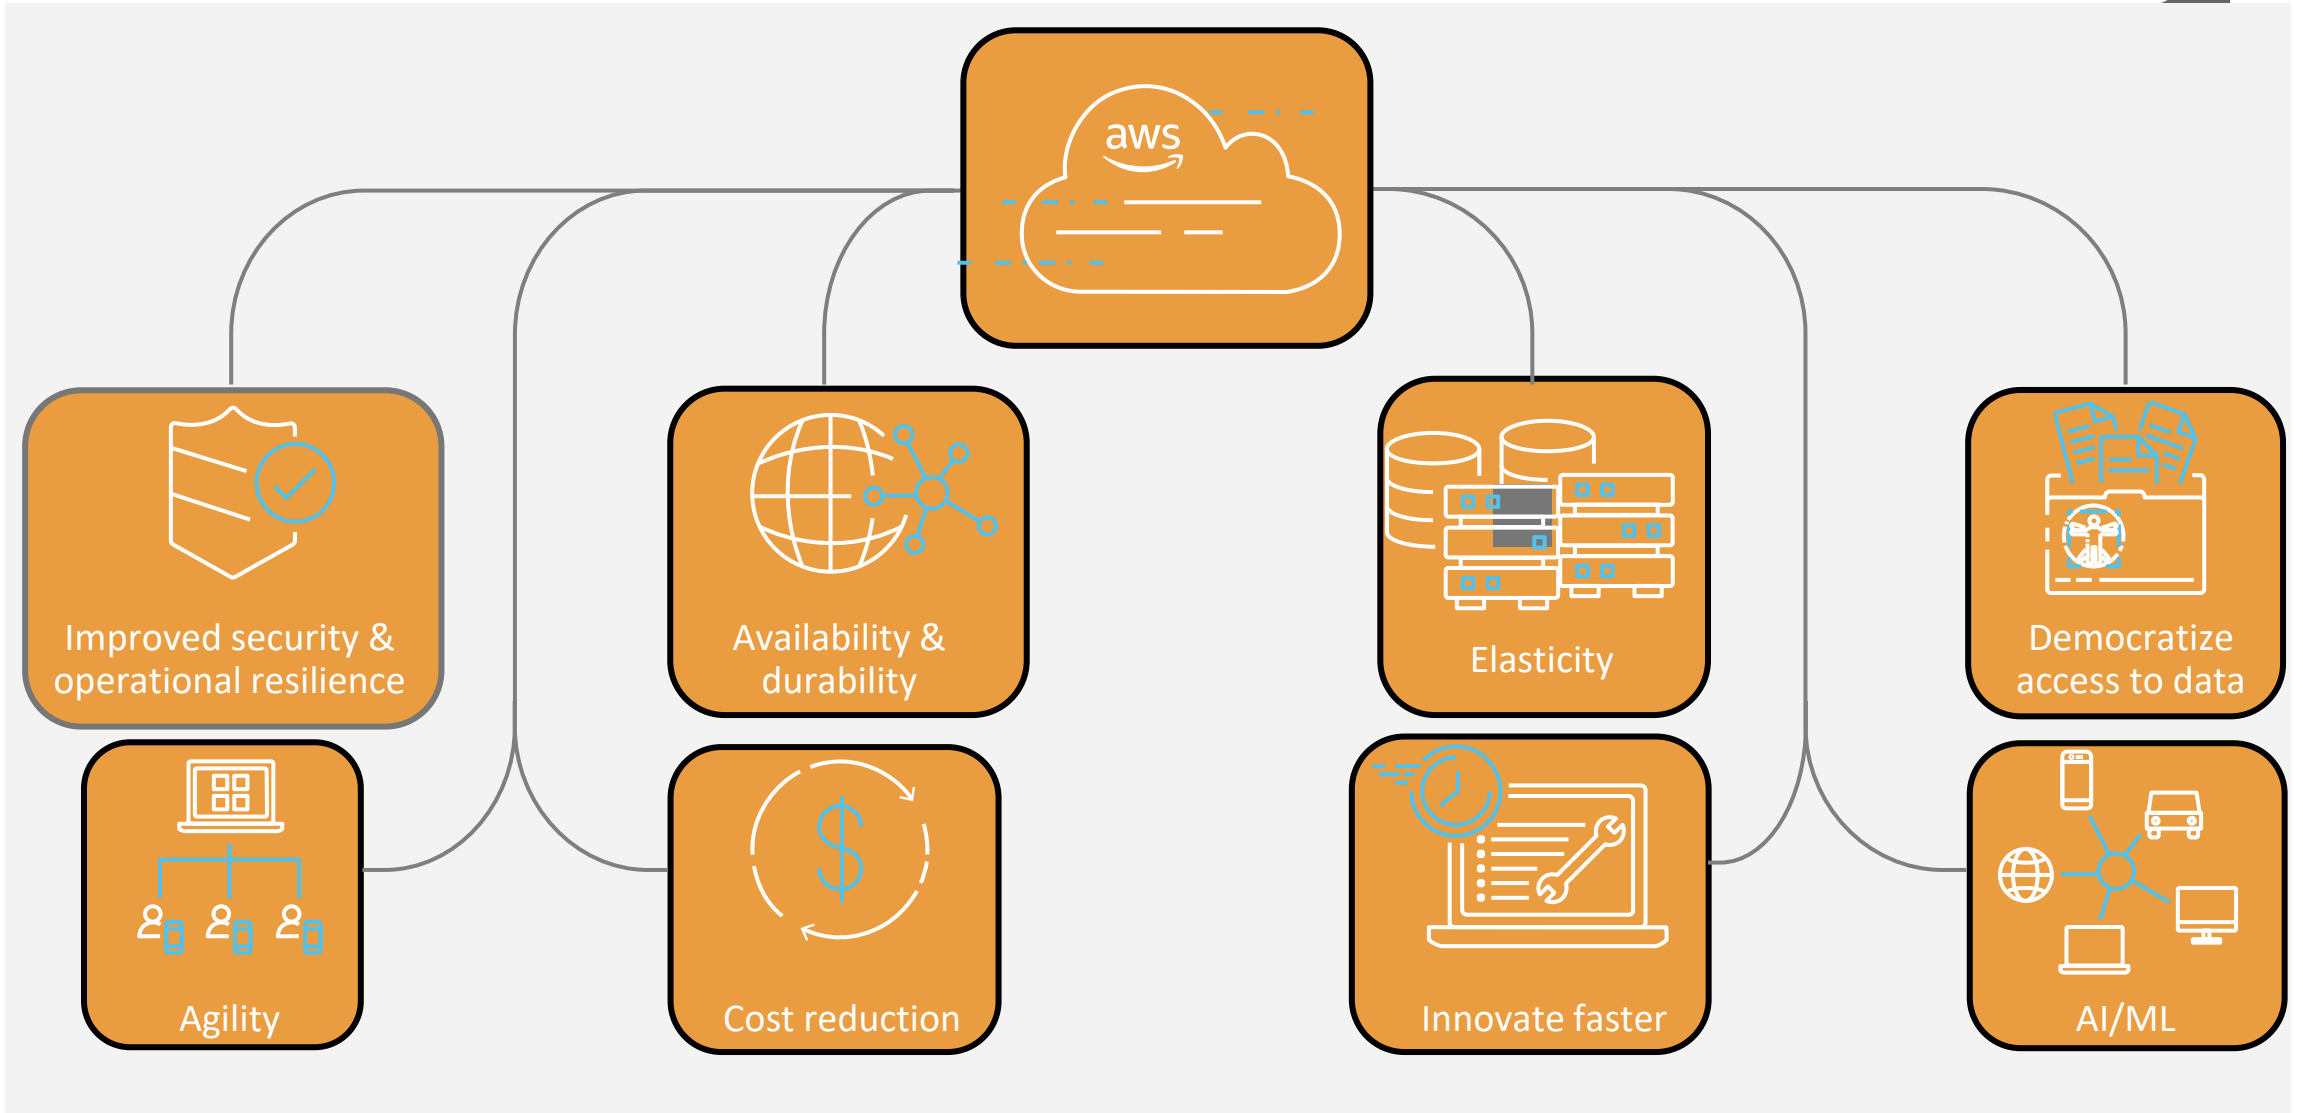 aws
Improved security &
operational resilience
Availability &
durability
Elasticity
Democratize
access to data
Agility
Cost reduction
Innovate faster
AI/ML